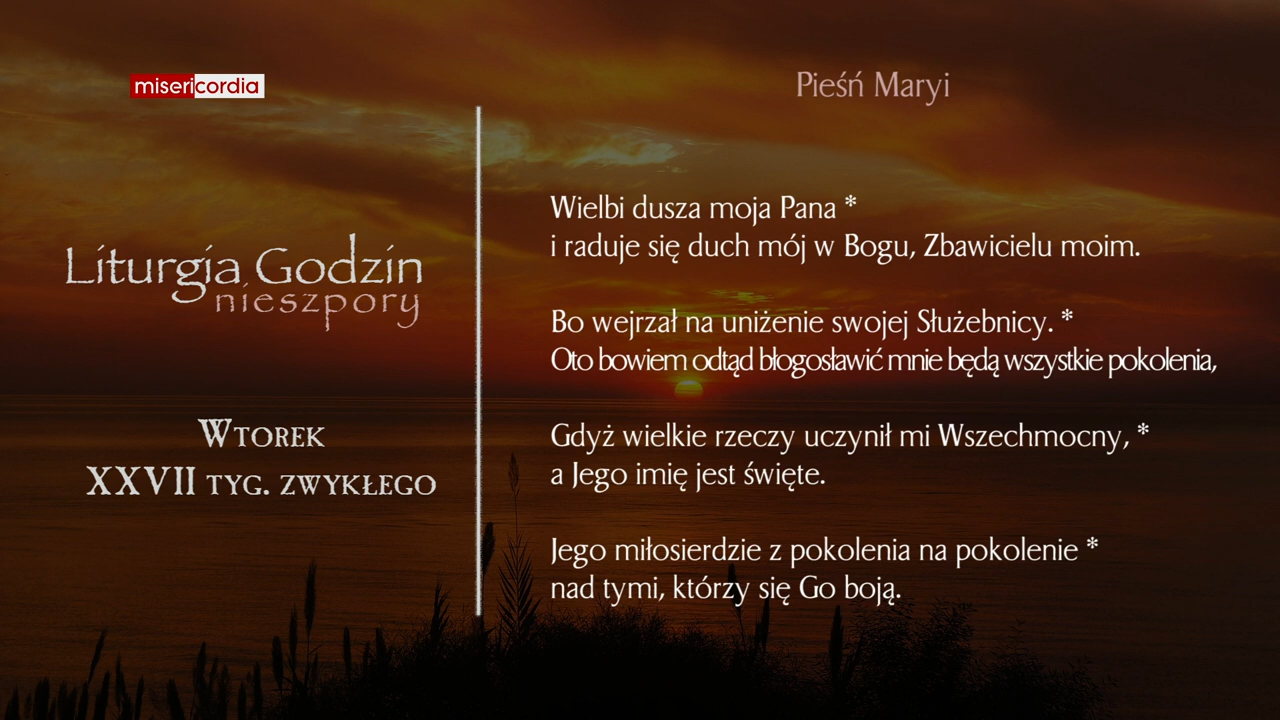 misericordia
Liturgia Godzin
nieszpory
Wtorek
XXVII tyg. zwykłego
Pieśń Maryi
Wielbi dusza moja Pana *
i raduje się duch mój w Bogu, Zbawicielu moim.
Bo wejrzał na uniżenie swojej Służebnicy. *
Oto bowiem odtąd błogosławić mnie będą wszystkie pokolenia,
Gdyż wielkie rzeczy uczynił mi Wszechmocny, *
a Jego imię jest święte.
Jego miłosierdzie z pokolenia na pokolenie *
nad tymi, którzy się Go boją.